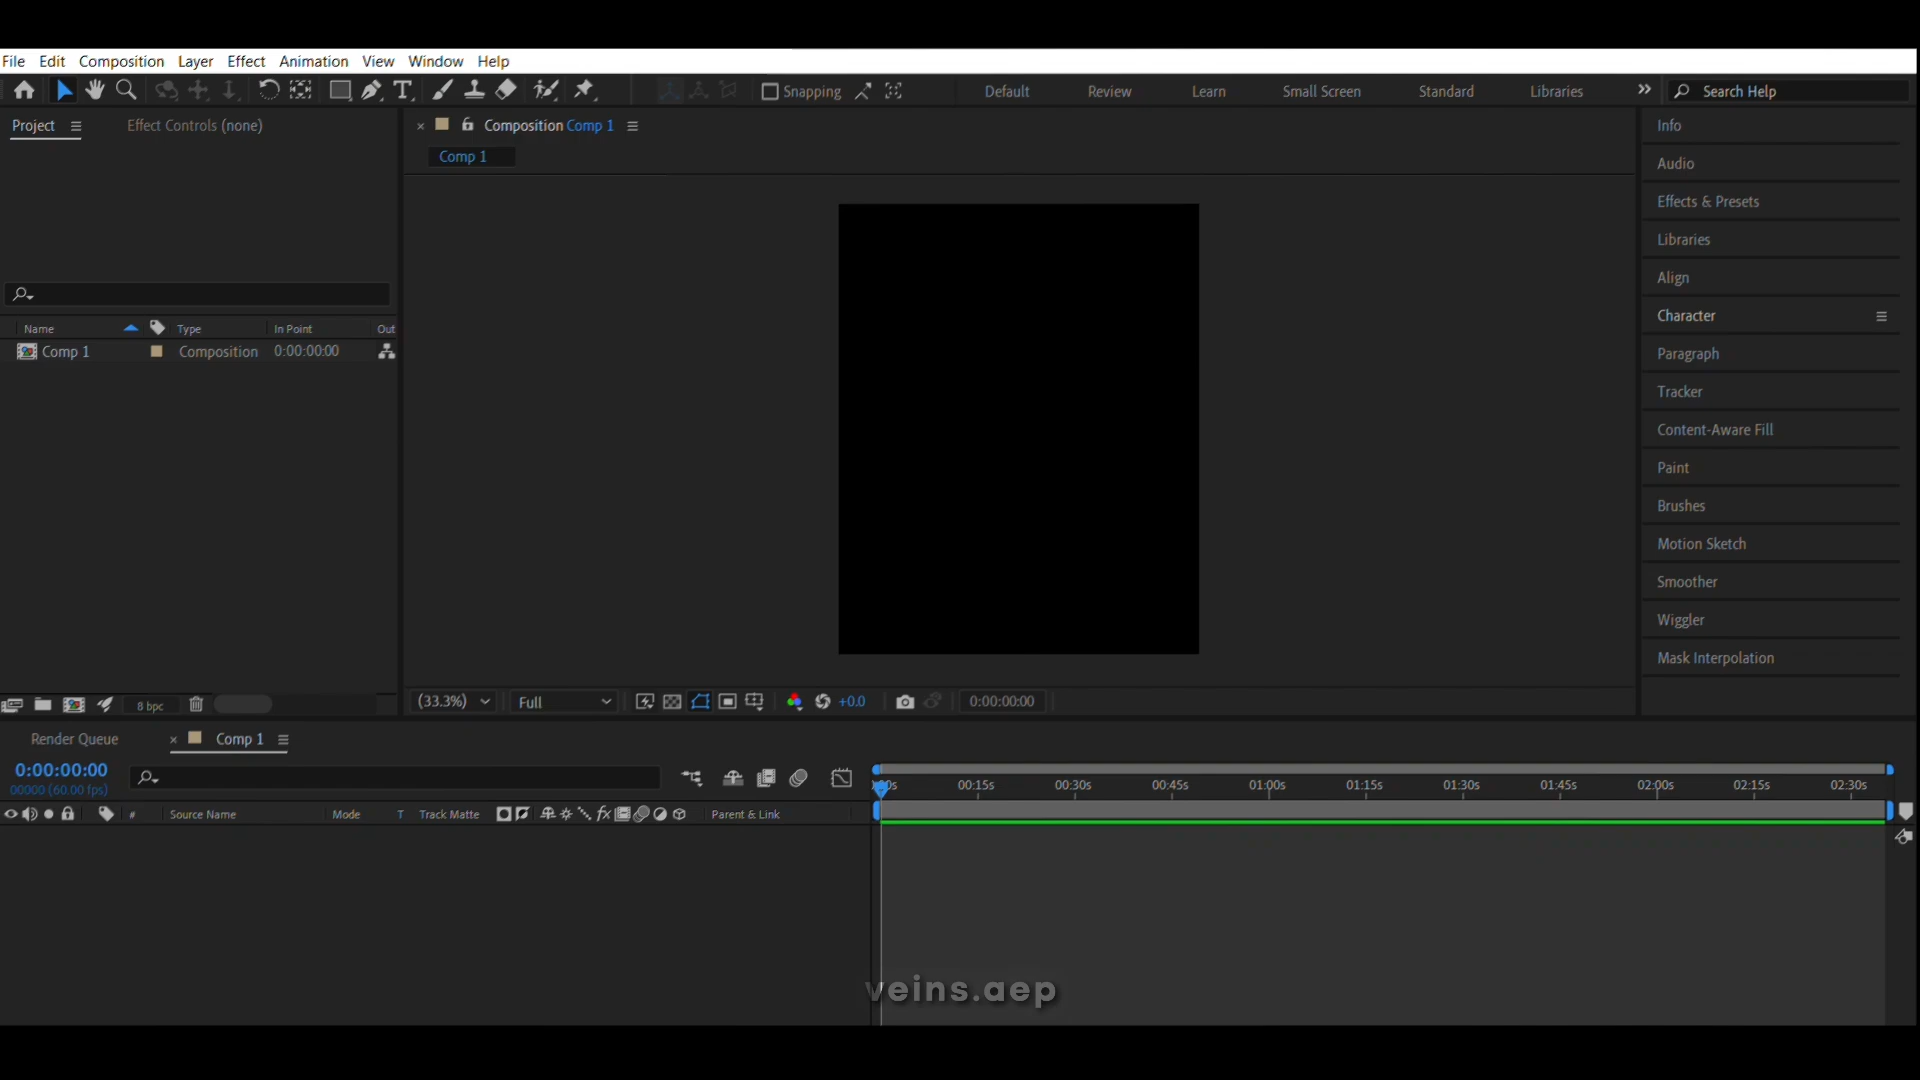 File Edit Composition Layer Effect Animation View Window Help
Snapping Default Review Learn Small Screen Standard Libraries Search Help
Project Effect Controls (none)
Composition Comp 1
Comp 1
Name Type In Point Out
Comp 1 Composition 0:00:00:00
8 bpc
(33.3%) Full +0.0 0:00:00:00
Info
Audio
Effects & Presets
Libraries
Align
Character
Paragraph
Tracker
Content-Aware Fill
Paint
Brushes
Motion Sketch
Smoother
Wiggler
Mask Interpolation
Render Queue Comp 1
0:00:00:00
00000 (60.00 fps)
00:15s 00:30s 00:45s 01:00s 01:15s 01:30s 01:45s 02:00s 02:15s 02:30s
# Source Name Mode T Track Matte fx Parent & Link
veins.aep